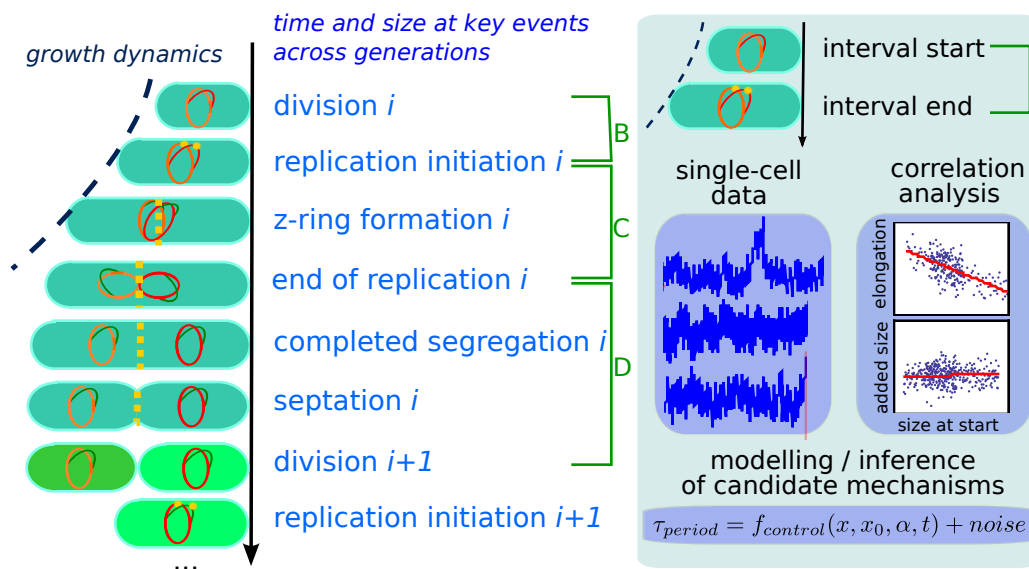 growth dynamics
time and size at key events
across generations
division i
replication initiation i
z-ring formation i
end of replication i
completed segregation i
septation i
division i+1
replication initiation i+1
...
B
C
D
interval start
interval end
single-cell
data
correlation
analysis
elongation
added size
size at start
modelling / inference
of candidate mechanisms
τ_period = f_control(x, x₀, α, t) + noise